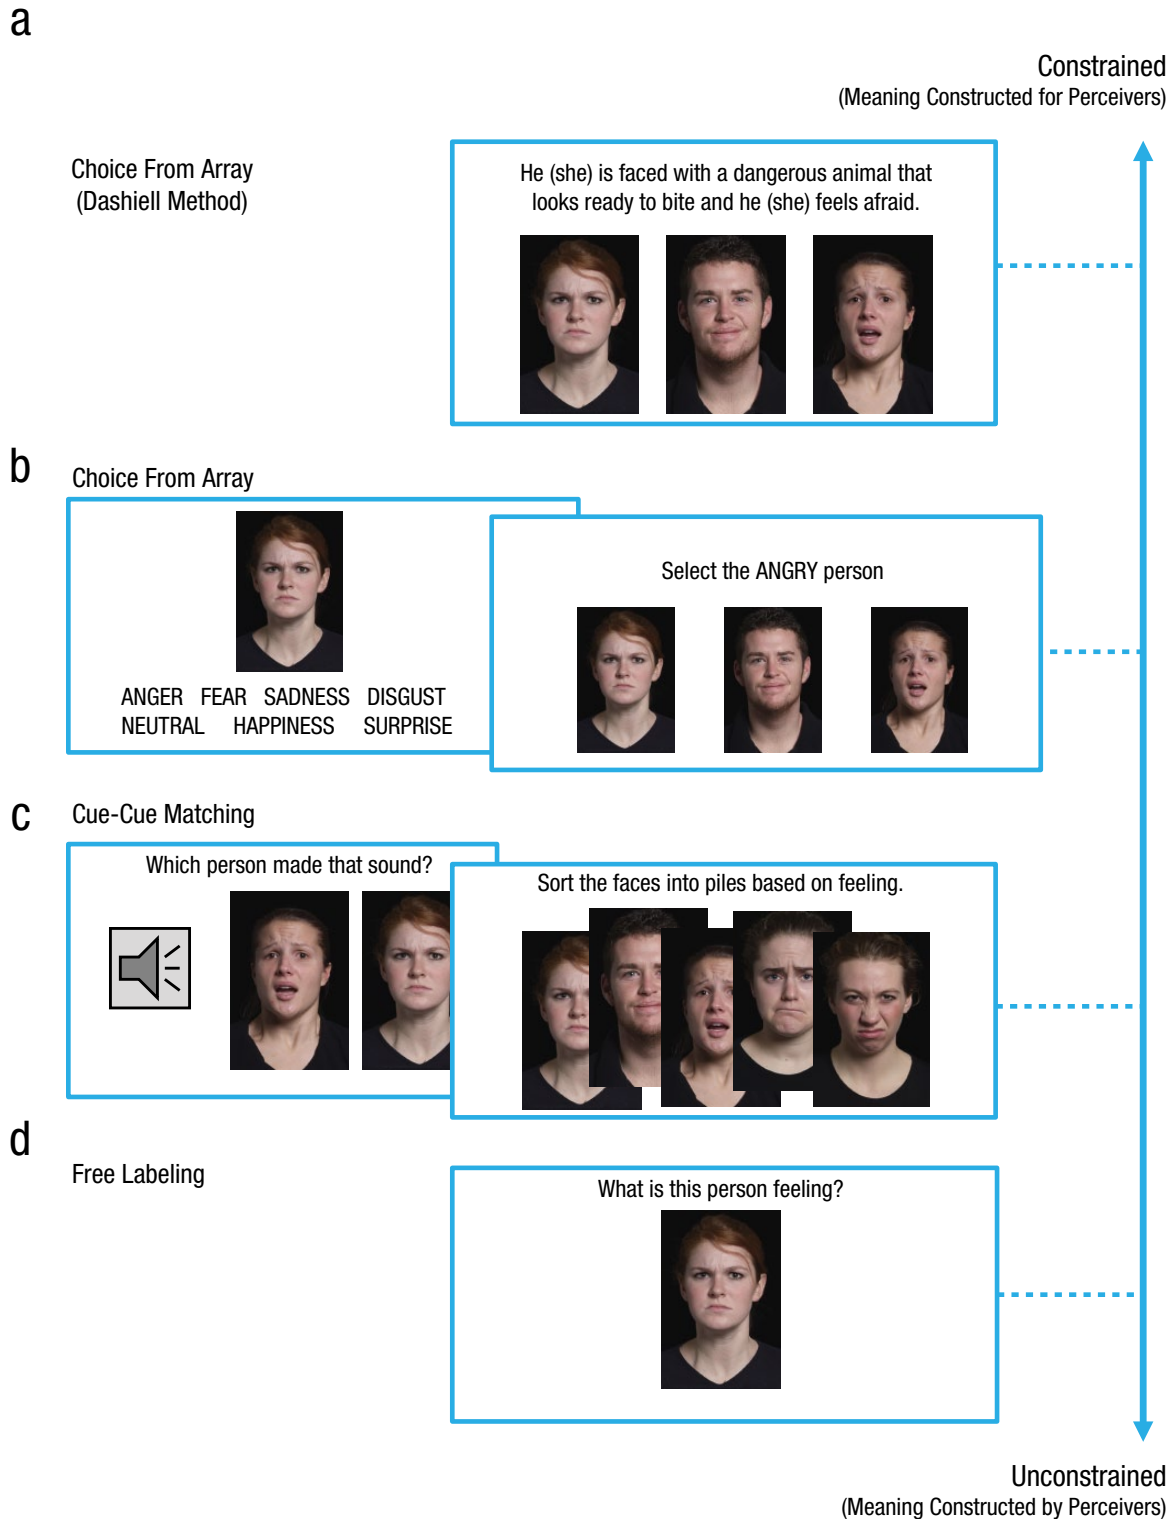 a
Constrained
(Meaning Constructed for Perceivers)
Choice From Array
(Dashiell Method)
He (she) is faced with a dangerous animal that
looks ready to bite and he (she) feels afraid.
b
Choice From Array
ANGER FEAR SADNESS DISGUST
NEUTRAL HAPPINESS SURPRISE
Select the ANGRY person
c
Cue-Cue Matching
Which person made that sound?
Sort the faces into piles based on feeling.
d
Free Labeling
What is this person feeling?
Unconstrained
(Meaning Constructed by Perceivers)